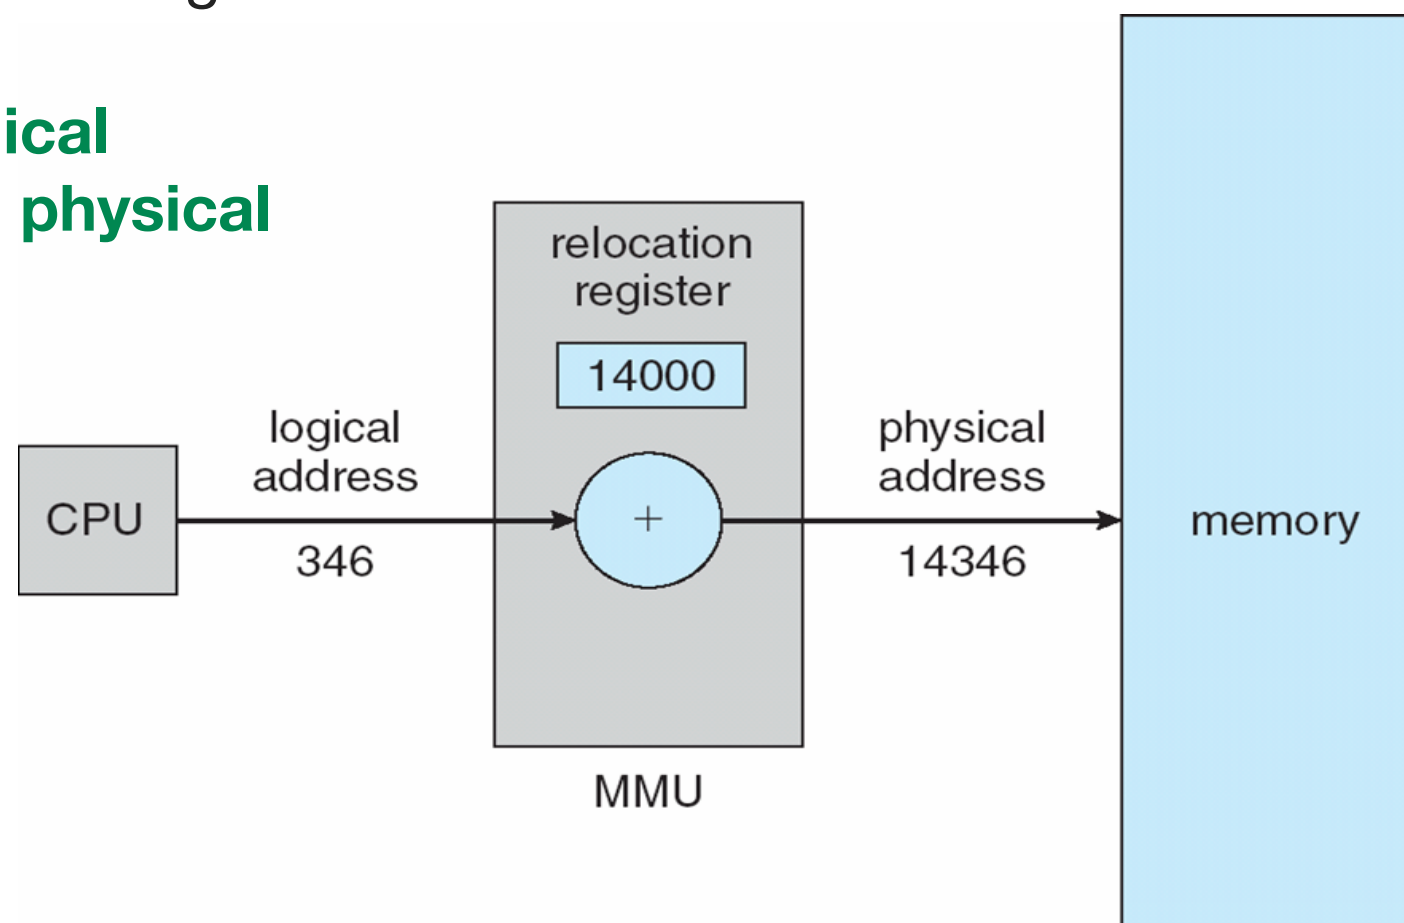 ical
physical
relocation
register
14000
logical
address
346
CPU
+
physical
address
14346
memory
MMU